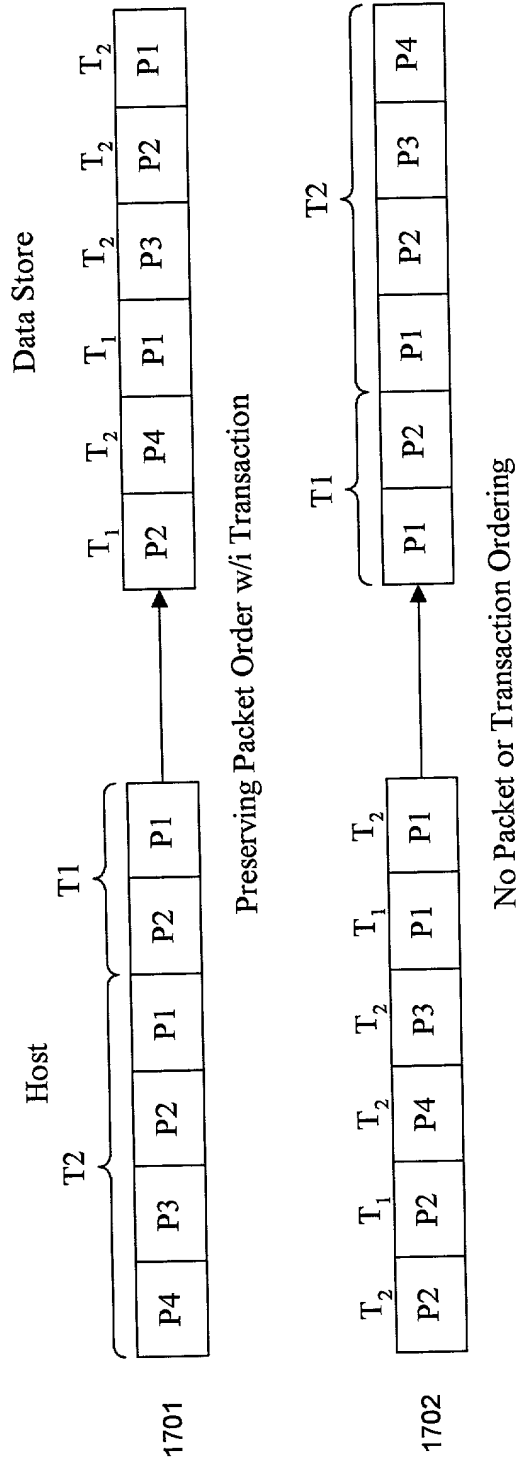 Host
Data Store
T2
T1
T₁ T₂ T₁ T₂ T₂ T₂
1701
P4 P3 P2 P1 P2 P1
P2 P4 P1 P3 P2 P1
Preserving Packet Order w/i Transaction
T₂ T₁ T₂ T₂ T₁ T₂
T1
T2
1702
P2 P2 P4 P3 P1 P1
P1 P2 P1 P2 P3 P4
No Packet or Transaction Ordering